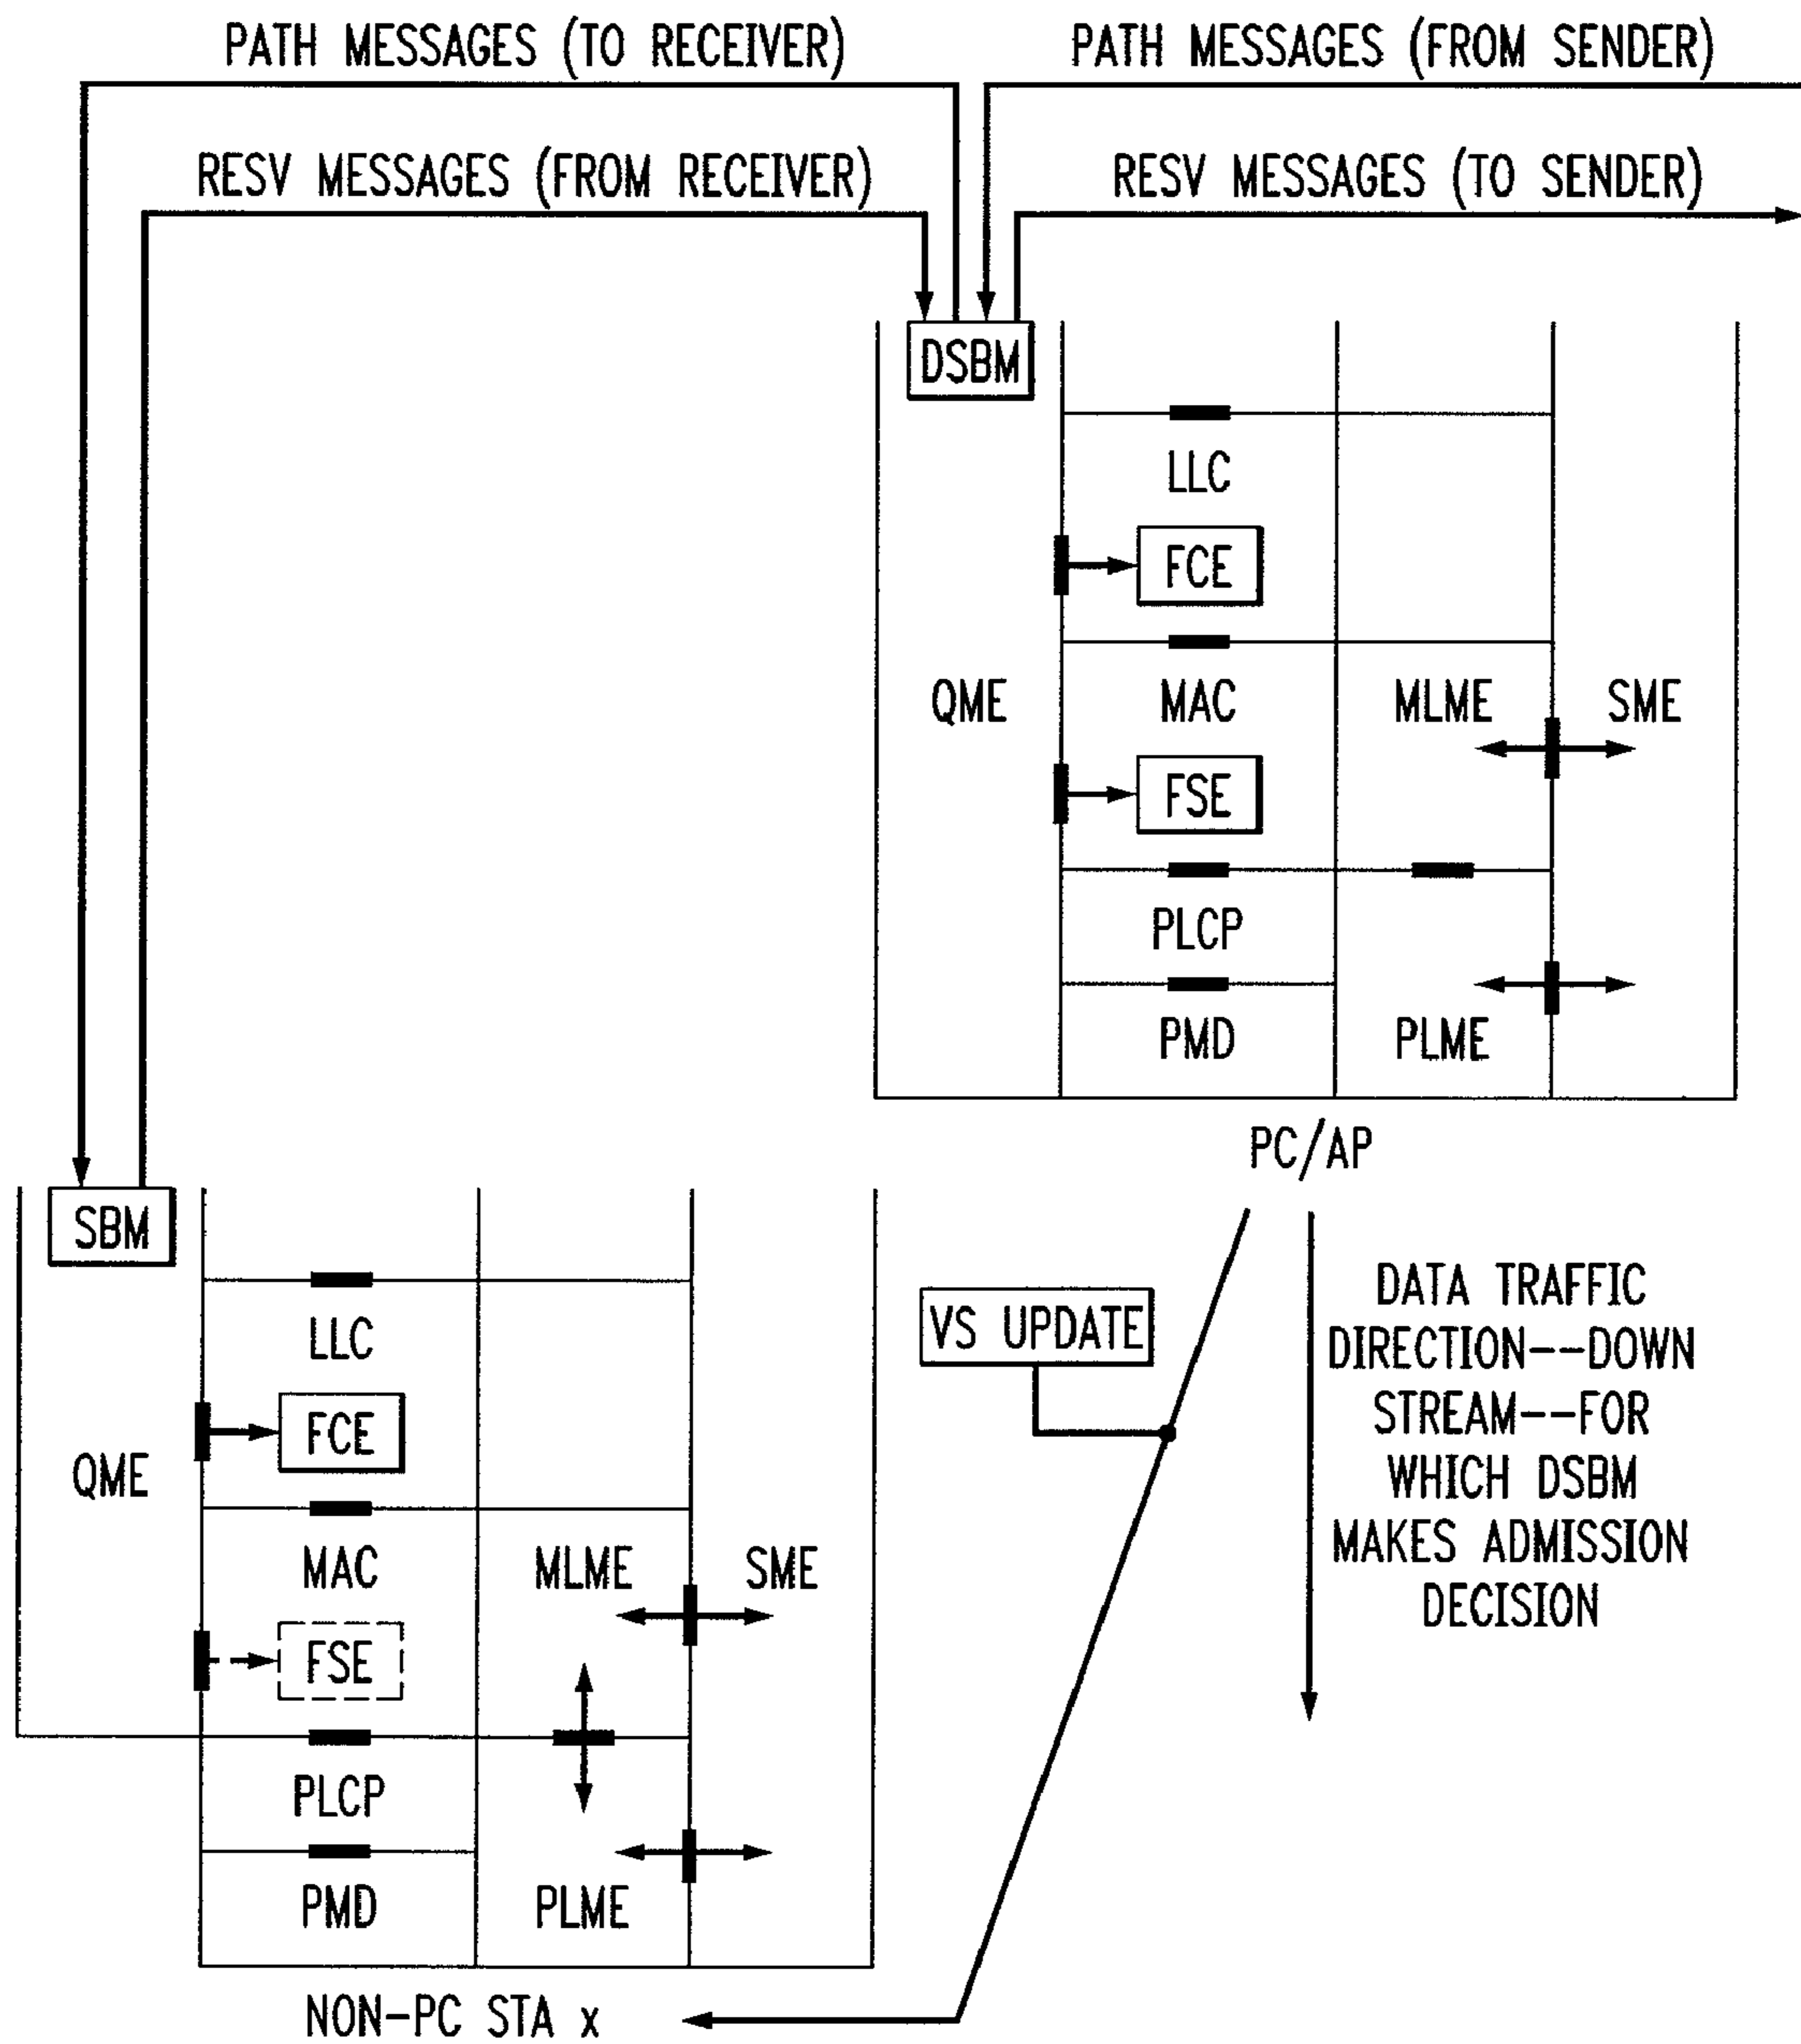 PATH MESSAGES (TO RECEIVER)
PATH MESSAGES (FROM SENDER)
RESV MESSAGES (FROM RECEIVER)
RESV MESSAGES (TO SENDER)
DSBM
LLC
FCE
QME
MAC
MLME
SME
FSE
PLCP
PMD
PLME
PC/AP
SBM
LLC
FCE
QME
MAC
MLME
SME
FSE
PLCP
PMD
PLME
NON-PC STA x
VS UPDATE
DATA TRAFFIC
DIRECTION--DOWN
STREAM--FOR
WHICH DSBM
MAKES ADMISSION
DECISION